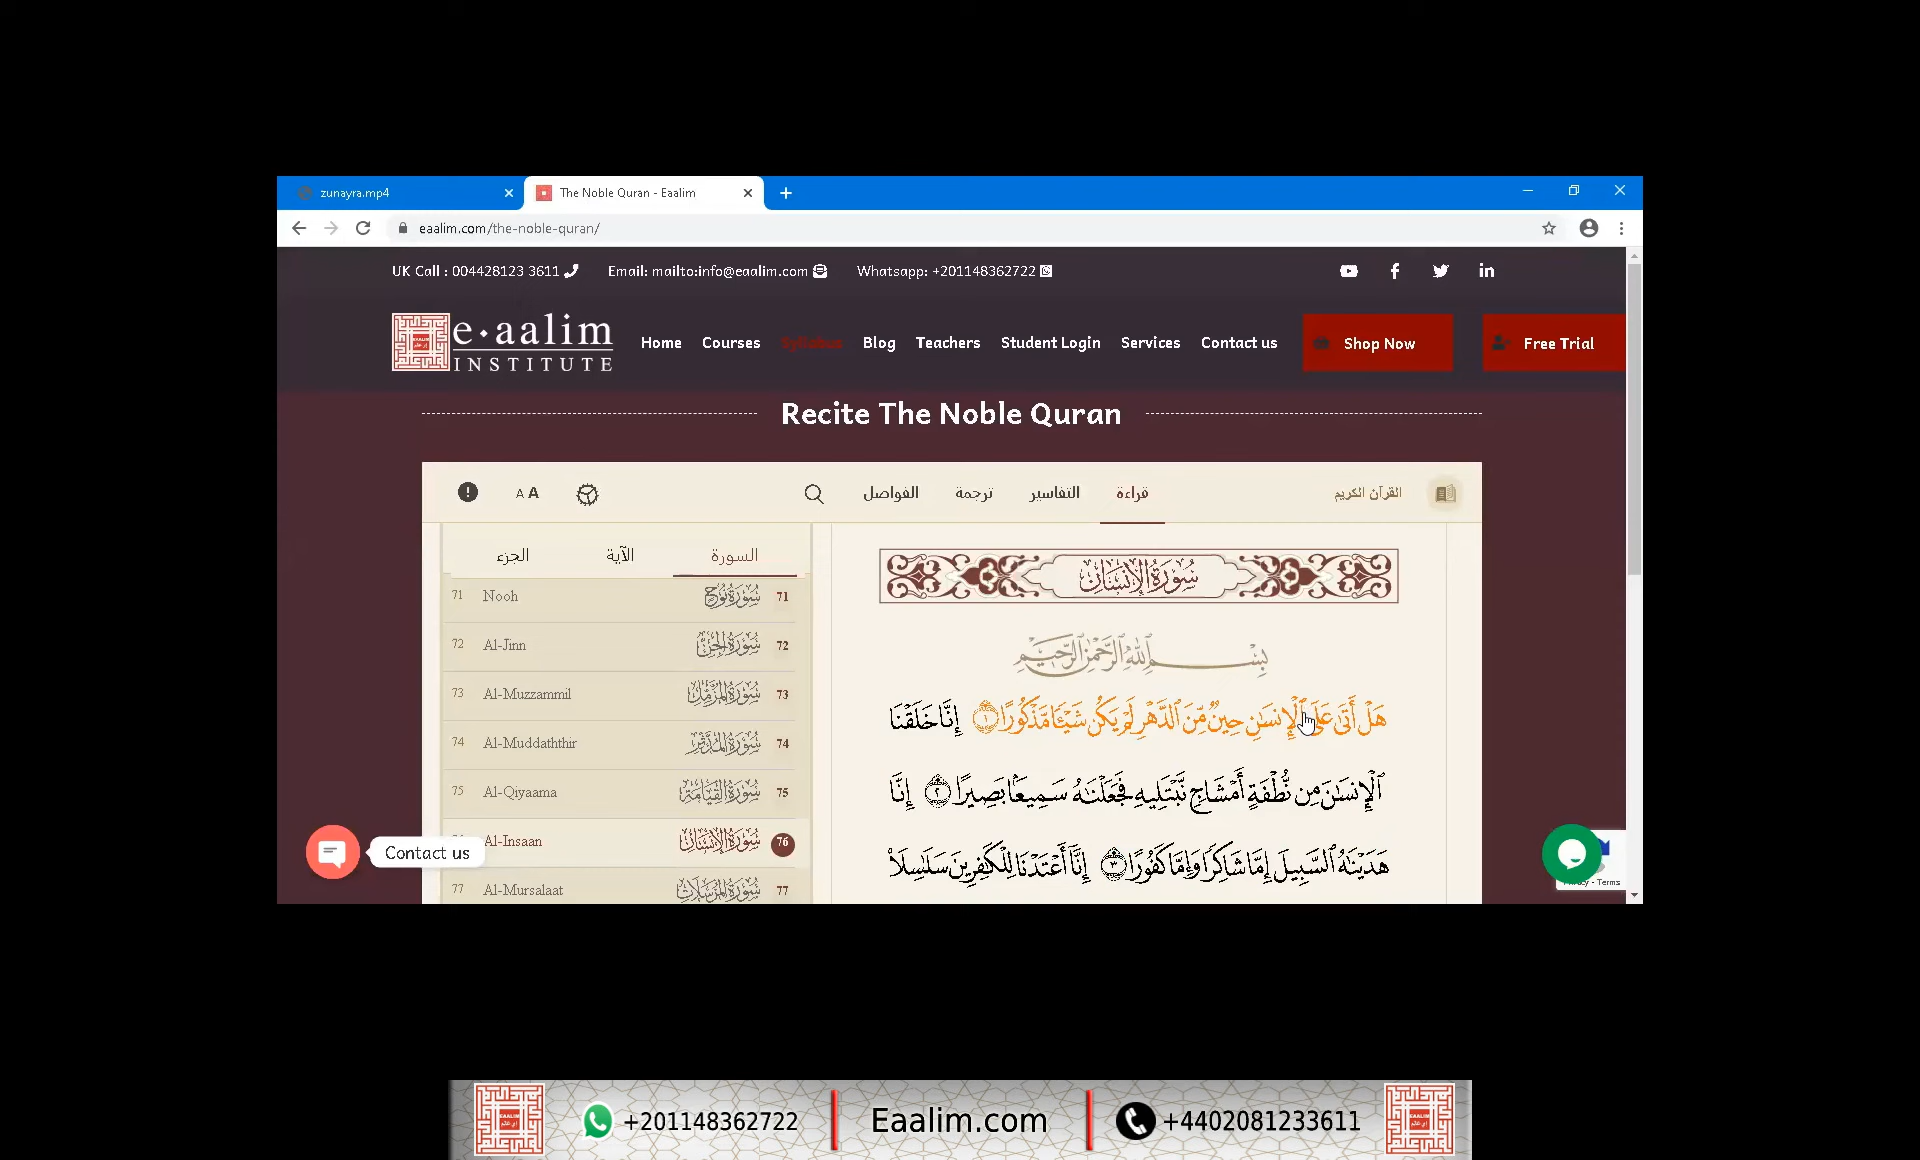 zunayra.mp4
The Noble Quran - Eaalim
eaalim.com/the-noble-quran/
UK Call : 004428123 3611
Email: mailto:info@eaalim.com
Whatsapp: +201148362722
e·aalim
INSTITUTE
Home
Courses
Syllabus
Blog
Teachers
Student Login
Services
Contact us
Shop Now
Free Trial
Recite The Noble Quran
A A
الفواصل
ترجمة
التفاسير
قراءة
القرآن الكريم
الجزء
الآية
السورة
71 Nooh سُورَةُ نُوحٍ 71
72 Al-Jinn سُورَةُ الجِنِّ 72
73 Al-Muzzammil سُورَةُ المُزَّمِّلِ 73
74 Al-Muddaththir سُورَةُ المُدَّثِّرِ 74
75 Al-Qiyaama سُورَةُ القِيَامَةِ 75
Al-Insaan سُورَةُ الإِنسَانِ 76
77 Al-Mursalaat سُورَةُ المُرۡسَلَاتِ 77
سُورَةُ الإِنسَانِ
بِسۡمِ ٱللَّهِ ٱلرَّحۡمَٰنِ ٱلرَّحِيمِ
هَلۡ أَتَىٰ عَلَى ٱلۡإِنسَٰنِ حِينٞ مِّنَ ٱلدَّهۡرِ لَمۡ يَكُن شَيۡـٔٗا مَّذۡكُورًا ١ إِنَّا خَلَقۡنَا
ٱلۡإِنسَٰنَ مِن نُّطۡفَةٍ أَمۡشَاجٖ نَّبۡتَلِيهِ فَجَعَلۡنَٰهُ سَمِيعَۢا بَصِيرًا ٢ إِنَّا
هَدَيۡنَٰهُ ٱلسَّبِيلَ إِمَّا شَاكِرٗا وَإِمَّا كَفُورًا ٣ إِنَّآ أَعۡتَدۡنَا لِلۡكَٰفِرِينَ سَلَٰسِلَاْ
Contact us
- Terms
+201148362722
Eaalim.com
+4402081233611